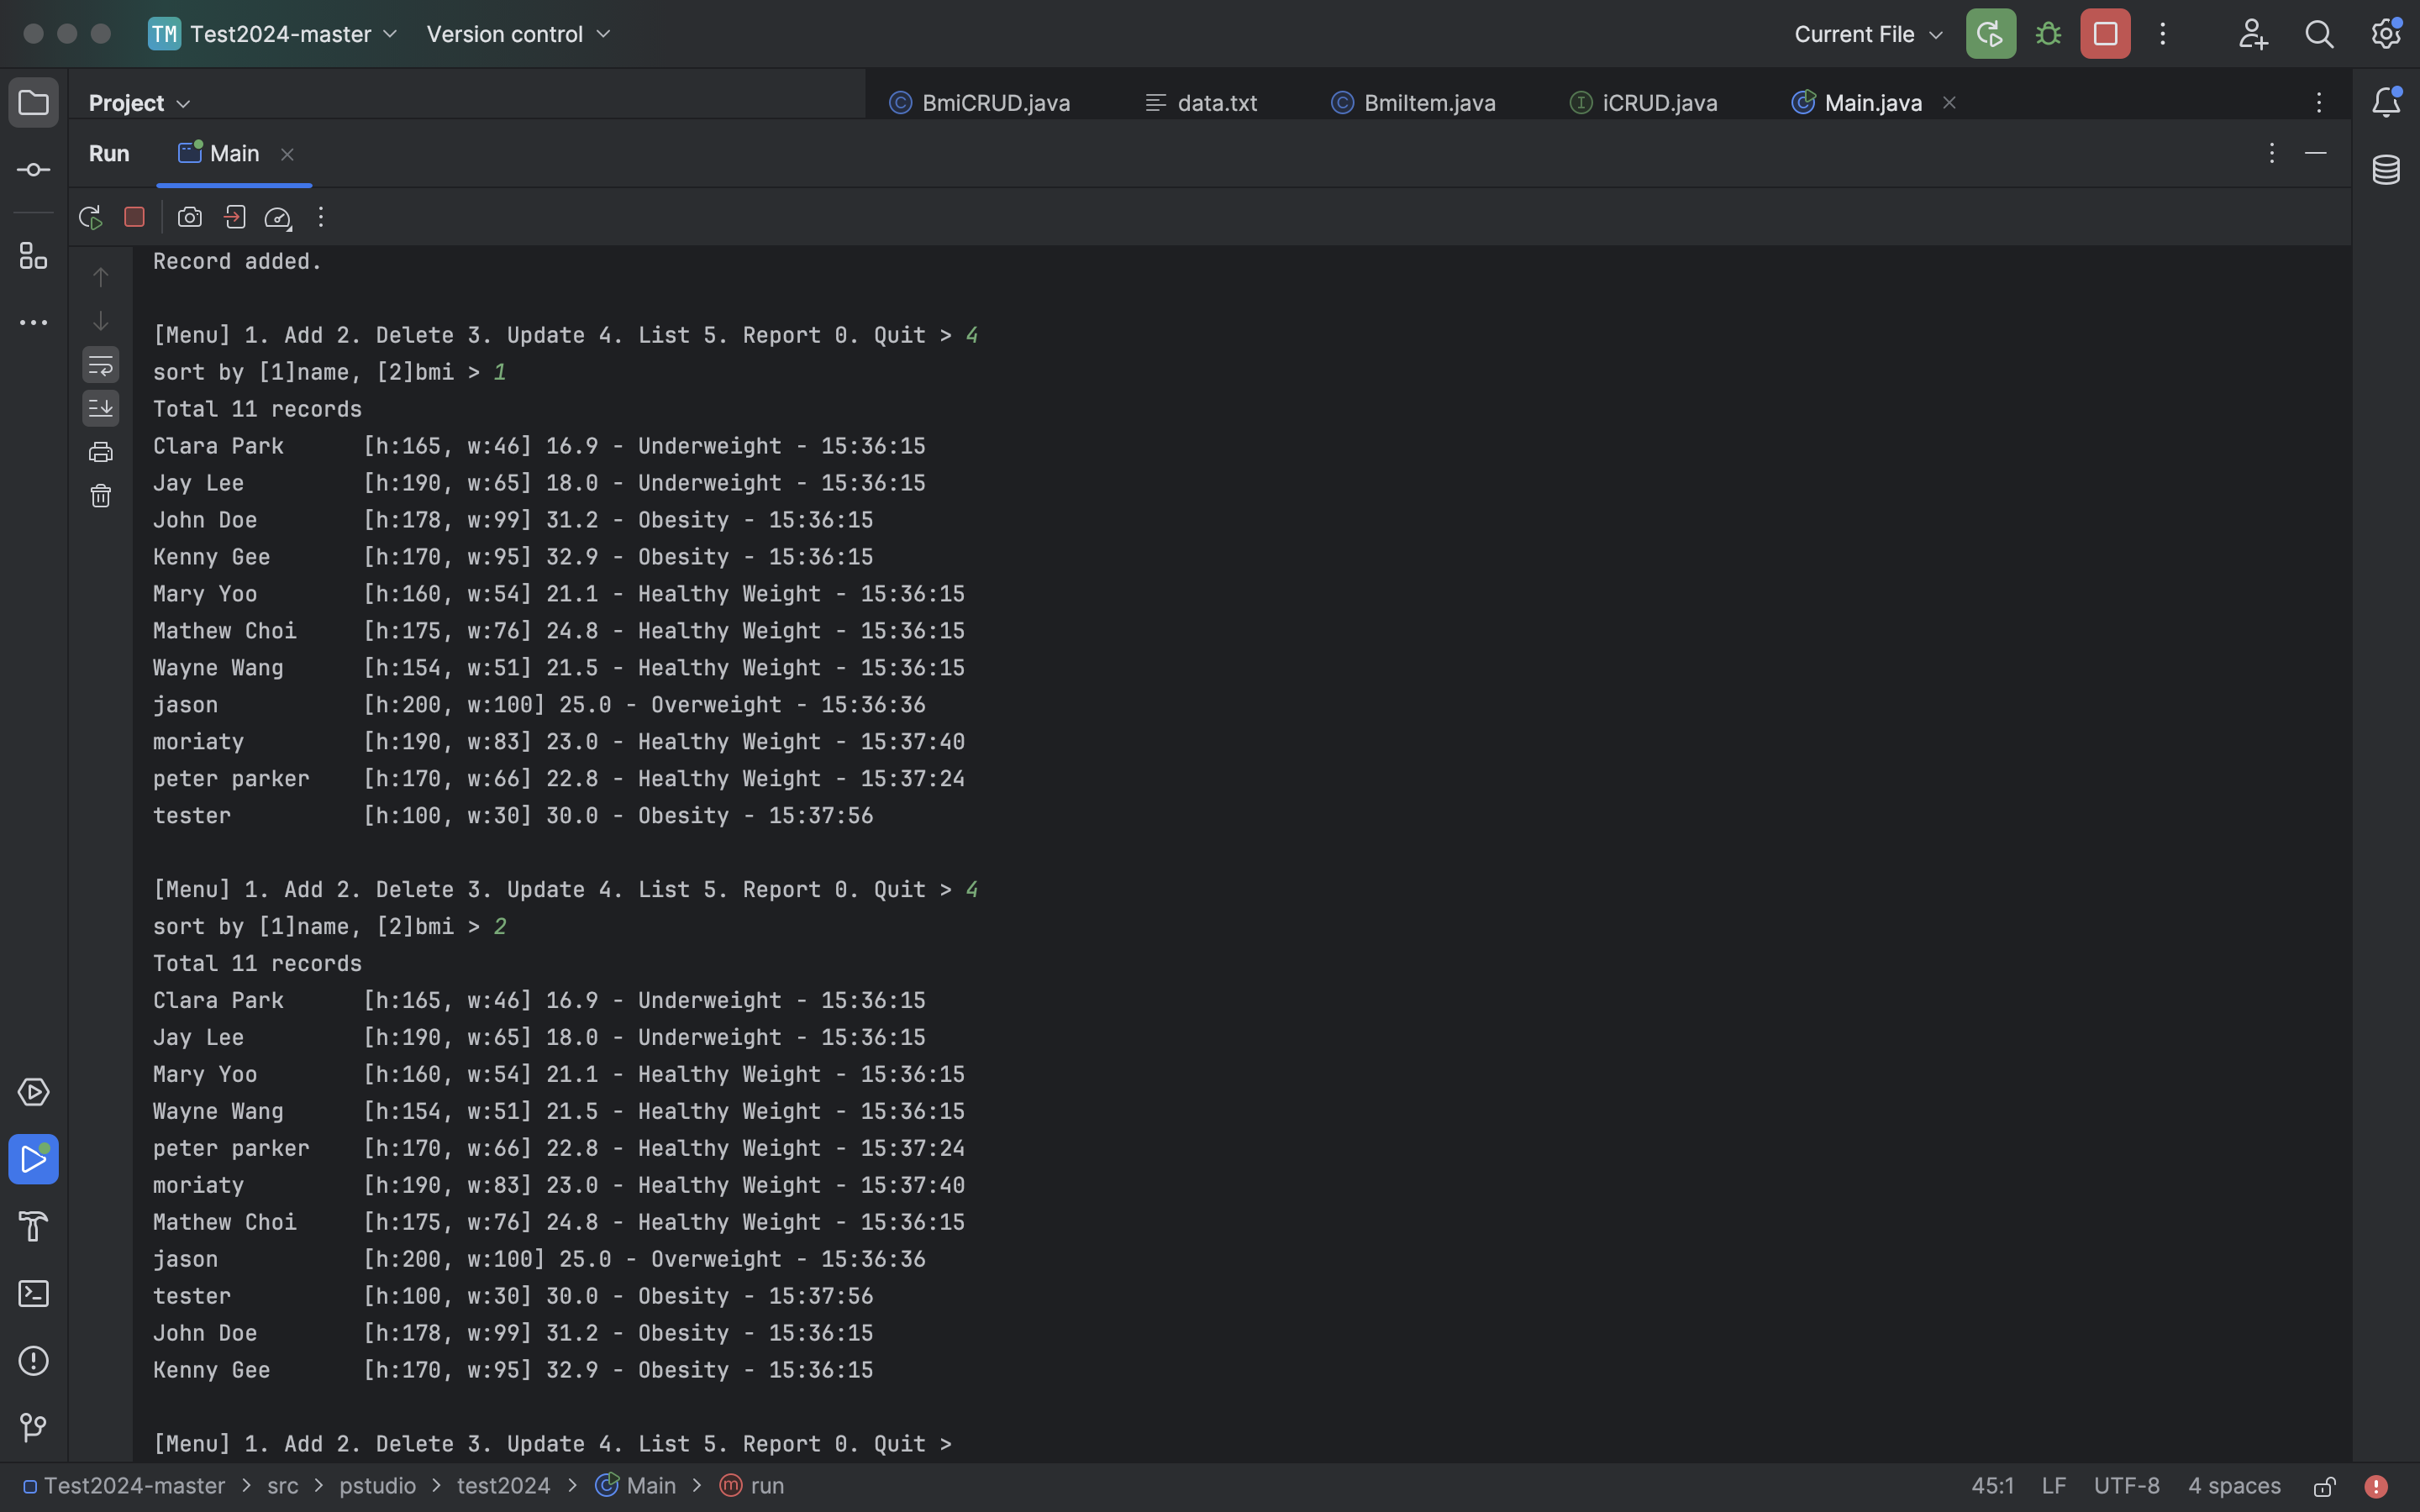 TM Test2024-master Version control Current File
Project BmiCRUD.java data.txt BmiItem.java iCRUD.java Main.java
Run Main
Record added.
[Menu] 1. Add 2. Delete 3. Update 4. List 5. Report 0. Quit > 4
sort by [1]name, [2]bmi > 1
Total 11 records
Clara Park [h:165, w:46] 16.9 - Underweight - 15:36:15
Jay Lee [h:190, w:65] 18.0 - Underweight - 15:36:15
John Doe [h:178, w:99] 31.2 - Obesity - 15:36:15
Kenny Gee [h:170, w:95] 32.9 - Obesity - 15:36:15
Mary Yoo [h:160, w:54] 21.1 - Healthy Weight - 15:36:15
Mathew Choi [h:175, w:76] 24.8 - Healthy Weight - 15:36:15
Wayne Wang [h:154, w:51] 21.5 - Healthy Weight - 15:36:15
jason [h:200, w:100] 25.0 - Overweight - 15:36:36
moriaty [h:190, w:83] 23.0 - Healthy Weight - 15:37:40
peter parker [h:170, w:66] 22.8 - Healthy Weight - 15:37:24
tester [h:100, w:30] 30.0 - Obesity - 15:37:56
[Menu] 1. Add 2. Delete 3. Update 4. List 5. Report 0. Quit > 4
sort by [1]name, [2]bmi > 2
Total 11 records
Clara Park [h:165, w:46] 16.9 - Underweight - 15:36:15
Jay Lee [h:190, w:65] 18.0 - Underweight - 15:36:15
Mary Yoo [h:160, w:54] 21.1 - Healthy Weight - 15:36:15
Wayne Wang [h:154, w:51] 21.5 - Healthy Weight - 15:36:15
peter parker [h:170, w:66] 22.8 - Healthy Weight - 15:37:24
moriaty [h:190, w:83] 23.0 - Healthy Weight - 15:37:40
Mathew Choi [h:175, w:76] 24.8 - Healthy Weight - 15:36:15
jason [h:200, w:100] 25.0 - Overweight - 15:36:36
tester [h:100, w:30] 30.0 - Obesity - 15:37:56
John Doe [h:178, w:99] 31.2 - Obesity - 15:36:15
Kenny Gee [h:170, w:95] 32.9 - Obesity - 15:36:15
[Menu] 1. Add 2. Delete 3. Update 4. List 5. Report 0. Quit >
Test2024-master > src > pstudio > test2024 > Main > run 45:1 LF UTF-8 4 spaces